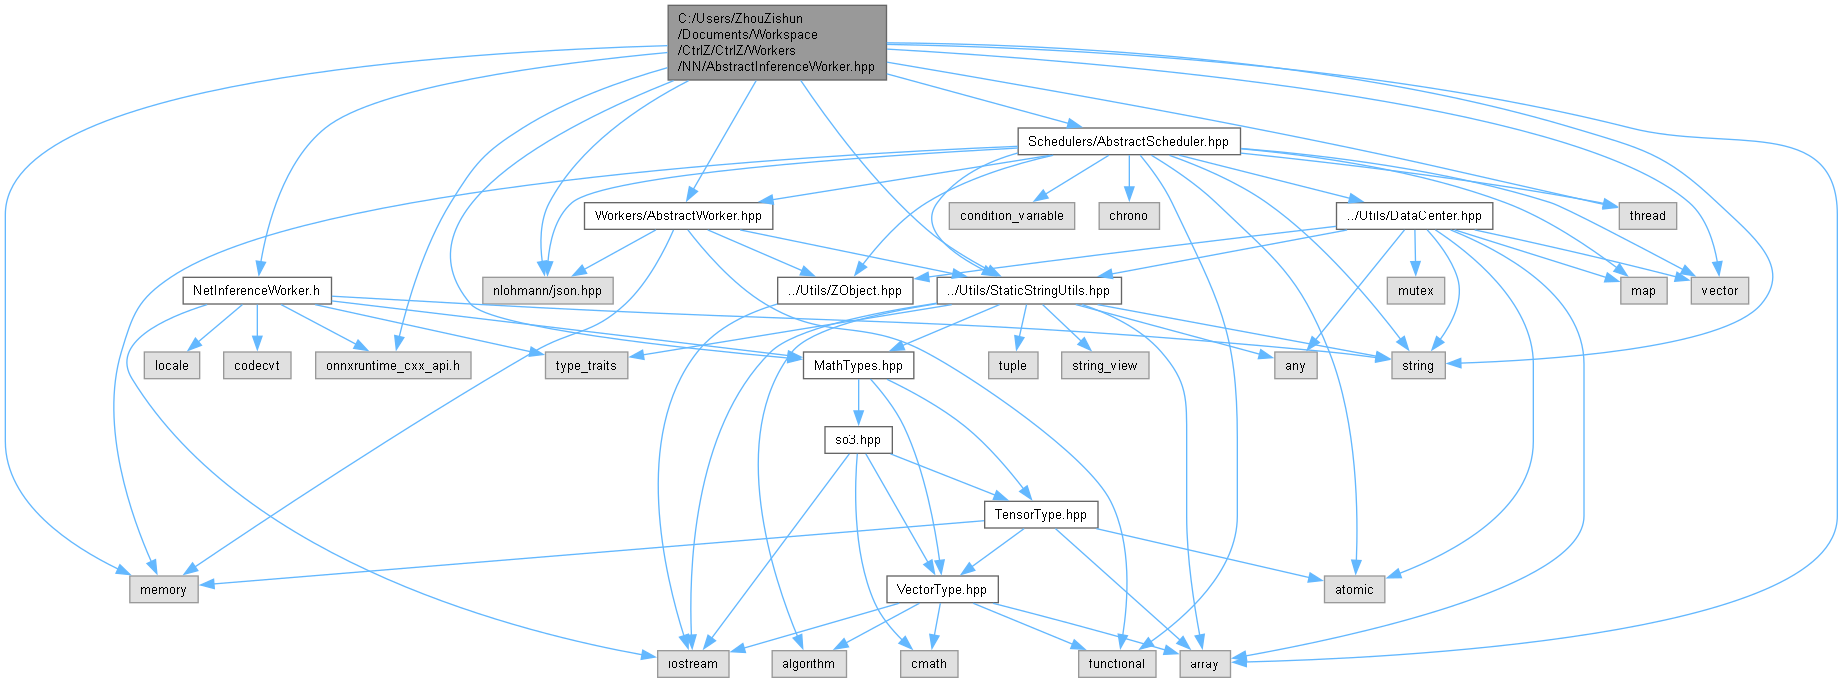 C:/Users/ZhouZishun
/Documents/Workspace
/CtrlZ/CtrlZ/Workers
/NN/AbstractInferenceWorker.hpp
Schedulers/AbstractScheduler.hpp
Workers/AbstractWorker.hpp
condition_variable
chrono
../Utils/DataCenter.hpp
thread
NetInferenceWorker.h
nlohmann/json.hpp
../Utils/ZObject.hpp
../Utils/StaticStringUtils.hpp
mutex
map
vector
locale
codecvt
onnxruntime_cxx_api.h
type_traits
MathTypes.hpp
tuple
string_view
any
string
so3.hpp
TensorType.hpp
memory
VectorType.hpp
atomic
iostream
algorithm
cmath
functional
array